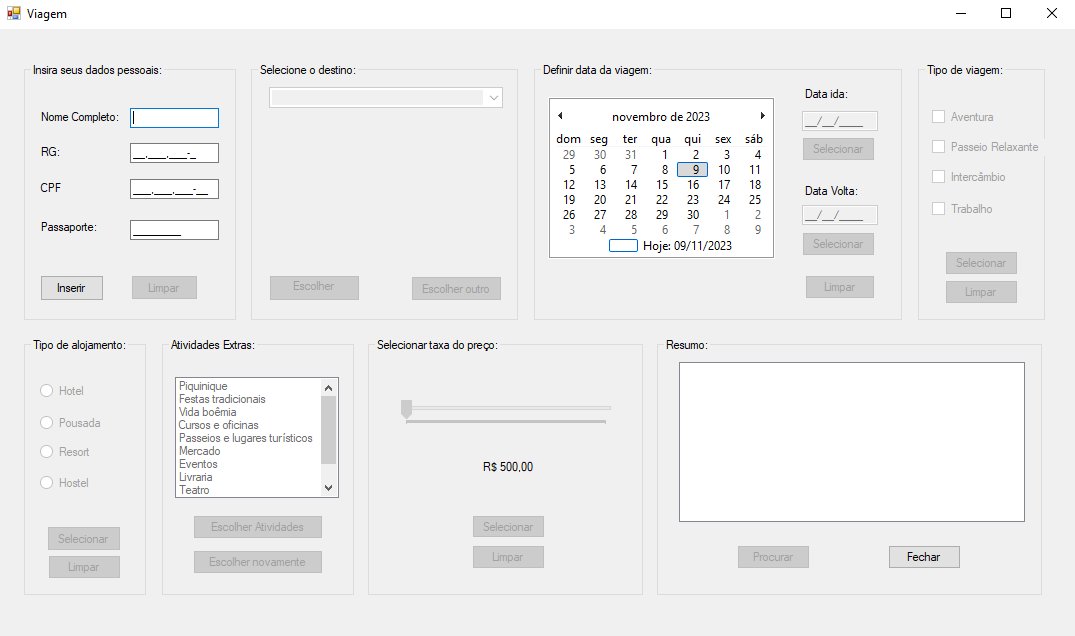 Viagem
Insira seus dados pessoais:
Nome Completo:
RG: __.___.___-_
CPF ___.___.___-__
Passaporte: ________
Inserir Limpar
Selecione o destino:
Escolher Escolher outro
Definir data da viagem:
novembro de 2023
dom seg ter qua qui sex sáb
29 30 31 1 2 3 4
5 6 7 8 9 10 11
12 13 14 15 16 17 18
19 20 21 22 23 24 25
26 27 28 29 30 1 2
3 4 5 6 7 8 9
Hoje: 09/11/2023
Data ida:
__/__/____
Selecionar
Data Volta:
__/__/____
Selecionar
Limpar
Tipo de viagem:
Aventura
Passeio Relaxante
Intercâmbio
Trabalho
Selecionar
Limpar
Tipo de alojamento:
Hotel
Pousada
Resort
Hostel
Selecionar
Limpar
Atividades Extras:
Piquinique
Festas tradicionais
Vida boêmia
Cursos e oficinas
Passeios e lugares turísticos
Mercado
Eventos
Livraria
Teatro
Escolher Atividades
Escolher novamente
Selecionar taxa do preço:
R$ 500,00
Selecionar
Limpar
Resumo:
Procurar Fechar